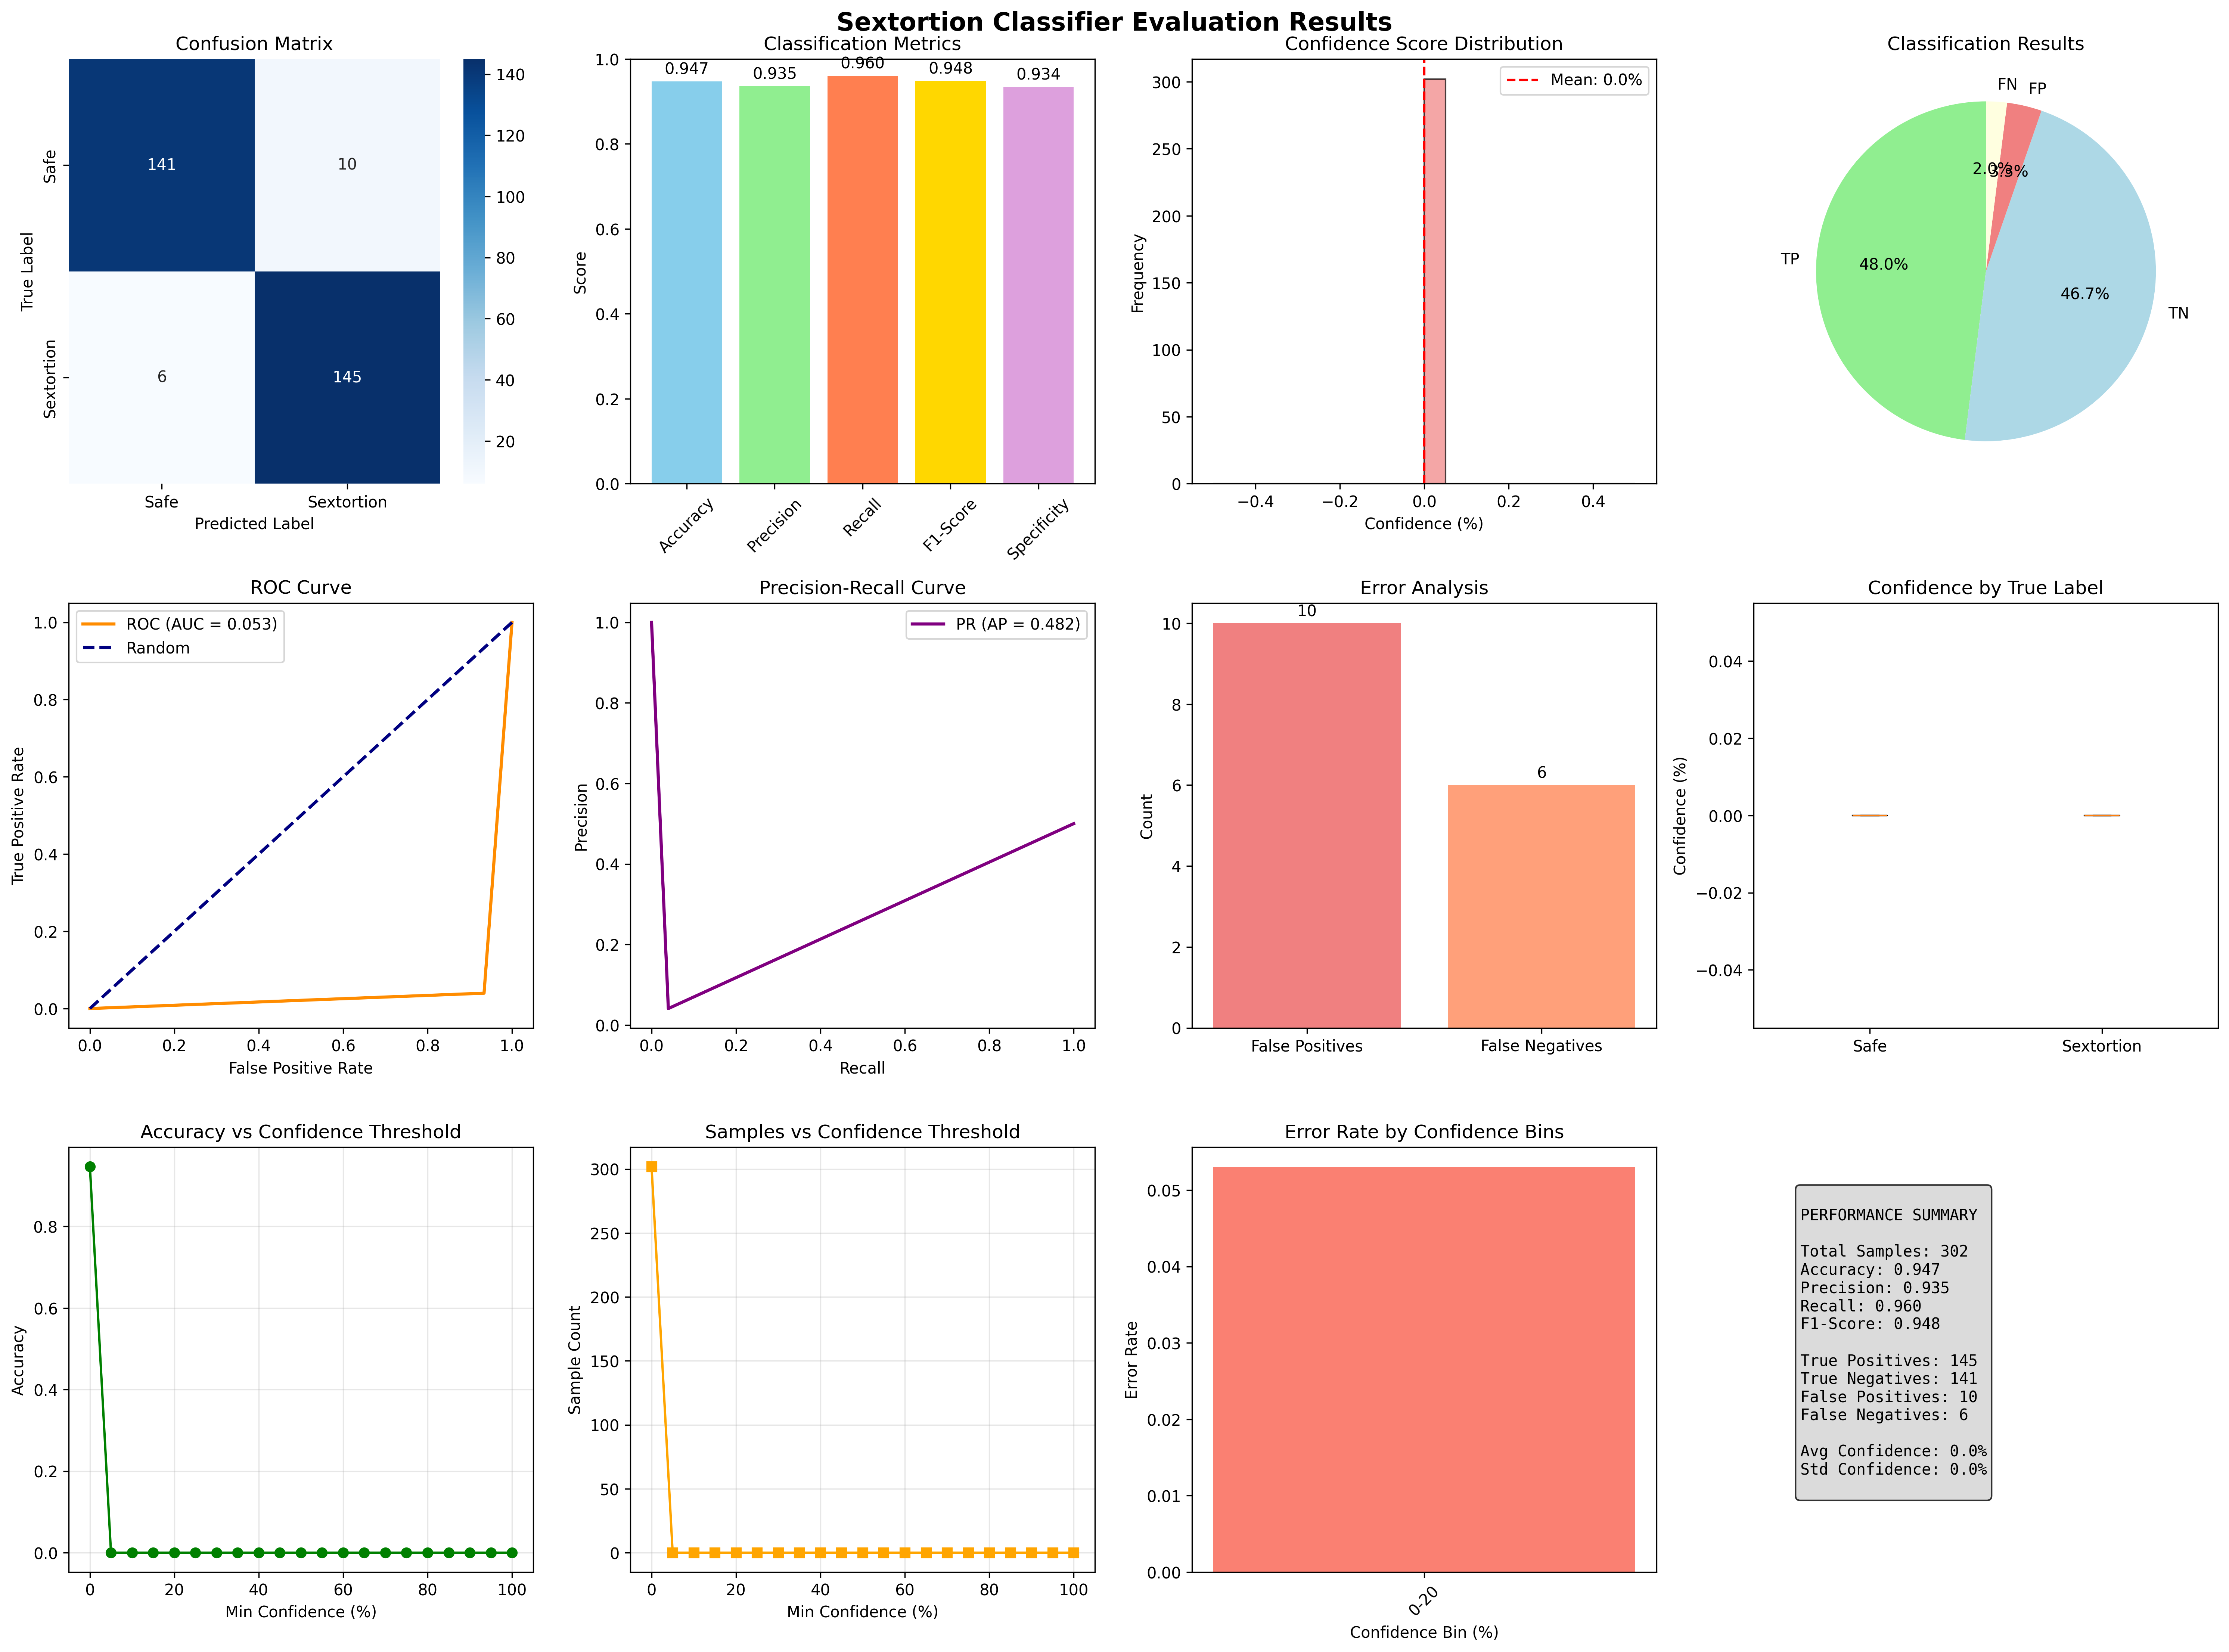 Sextortion Classifier Evaluation Results
Confusion Matrix
True Label
Safe
Sextortion
141
10
6
145
Safe
Sextortion
Predicted Label
140
120
100
80
60
40
20
Classification Metrics
Score
1.0
0.8
0.6
0.4
0.2
0.0
0.947
0.935
0.960
0.948
0.934
Accuracy
Precision
Recall
F1-Score
Specificity
Confidence Score Distribution
Frequency
300
250
200
150
100
50
0
Mean: 0.0%
−0.4
−0.2
0.0
0.2
0.4
Confidence (%)
Classification Results
FN
FP
2.0%
3.3%
TP
48.0%
46.7%
TN
ROC Curve
True Positive Rate
1.0
0.8
0.6
0.4
0.2
0.0
ROC (AUC = 0.053)
Random
0.0
0.2
0.4
0.6
0.8
1.0
False Positive Rate
Precision-Recall Curve
Precision
1.0
0.8
0.6
0.4
0.2
0.0
PR (AP = 0.482)
0.0
0.2
0.4
0.6
0.8
1.0
Recall
Error Analysis
Count
10
8
6
4
2
0
10
6
False Positives
False Negatives
Confidence by True Label
Confidence (%)
0.04
0.02
0.00
−0.02
−0.04
Safe
Sextortion
Accuracy vs Confidence Threshold
Accuracy
0.8
0.6
0.4
0.2
0.0
0
20
40
60
80
100
Min Confidence (%)
Samples vs Confidence Threshold
Sample Count
300
250
200
150
100
50
0
0
20
40
60
80
100
Min Confidence (%)
Error Rate by Confidence Bins
Error Rate
0.05
0.04
0.03
0.02
0.01
0.00
0-20
Confidence Bin (%)
PERFORMANCE SUMMARY
Total Samples: 302
Accuracy: 0.947
Precision: 0.935
Recall: 0.960
F1-Score: 0.948
True Positives: 145
True Negatives: 141
False Positives: 10
False Negatives: 6
Avg Confidence: 0.0%
Std Confidence: 0.0%